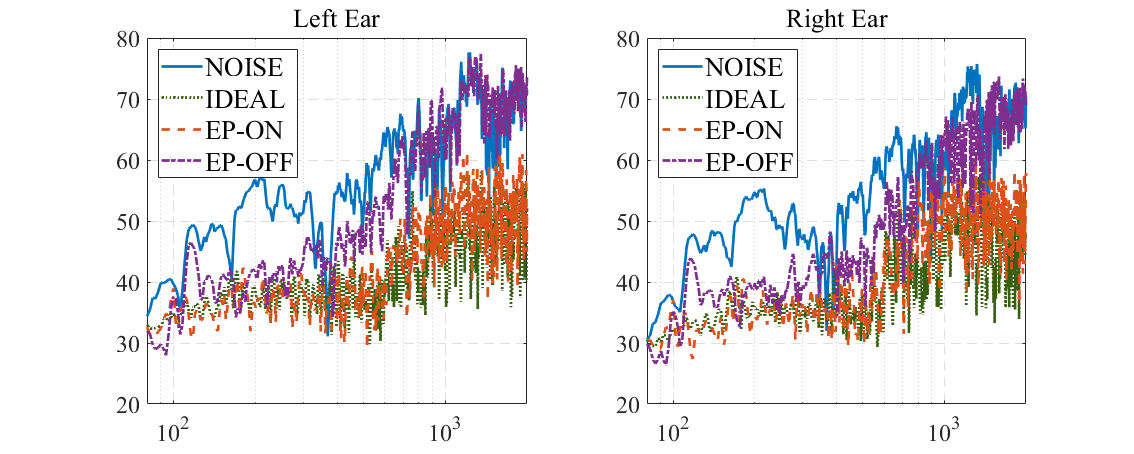 Left Ear
80
70
60
50
40
30
20
10^2
10^3
NOISE
IDEAL
EP-ON
EP-OFF
Right Ear
80
70
60
50
40
30
20
10^2
10^3
NOISE
IDEAL
EP-ON
EP-OFF